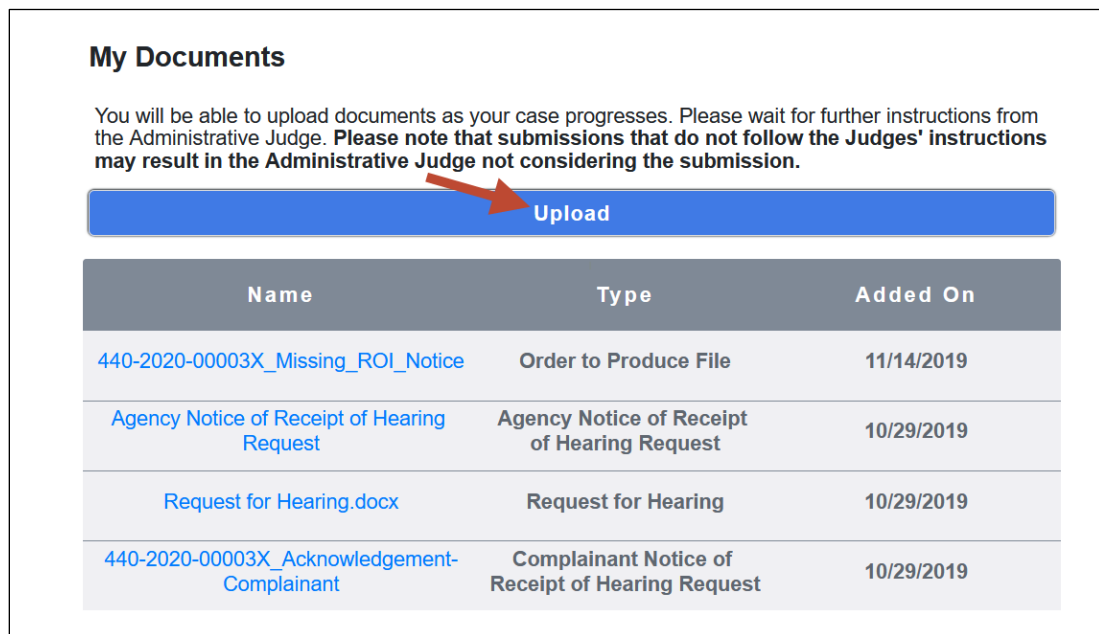 My Documents
You will be able to upload documents as your case progresses. Please wait for further instructions from
the Administrative Judge. Please note that submissions that do not follow the Judges' instructions
may result in the Administrative Judge not considering the submission.
Upload
Name Type Added On
440-2020-00003X_Missing_ROI_Notice Order to Produce File 11/14/2019
Agency Notice of Receipt of Hearing
Request
Agency Notice of Receipt
of Hearing Request
10/29/2019
Request for Hearing.docx Request for Hearing 10/29/2019
440-2020-00003X_Acknowledgement-
Complainant
Complainant Notice of
Receipt of Hearing Request
10/29/2019